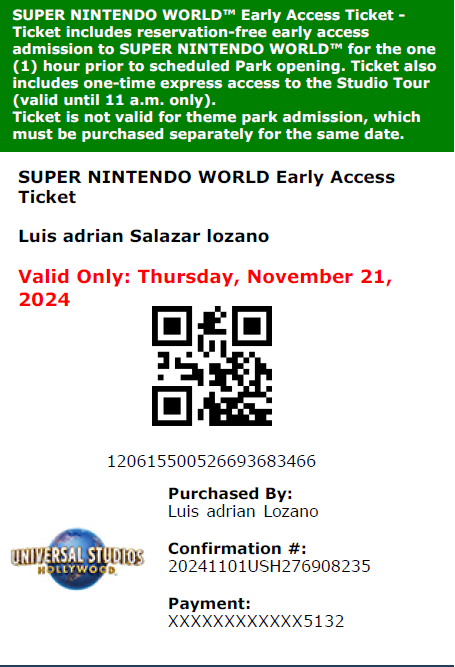 SUPER NINTENDO WORLD™ Early Access Ticket -
Ticket includes reservation-free early access
admission to SUPER NINTENDO WORLD™ for the one
(1) hour prior to scheduled Park opening. Ticket also
includes one-time express access to the Studio Tour
(valid until 11 a.m. only).
Ticket is not valid for theme park admission, which
must be purchased separately for the same date.
SUPER NINTENDO WORLD Early Access
Ticket
Luis adrian Salazar lozano
Valid Only: Thursday, November 21,
2024
120615500526693683466
Purchased By:
Luis adrian Lozano
UNIVERSAL STUDIOS
HOLLYWOOD
Confirmation #:
20241101USH276908235
Payment:
XXXXXXXXXXXX5132